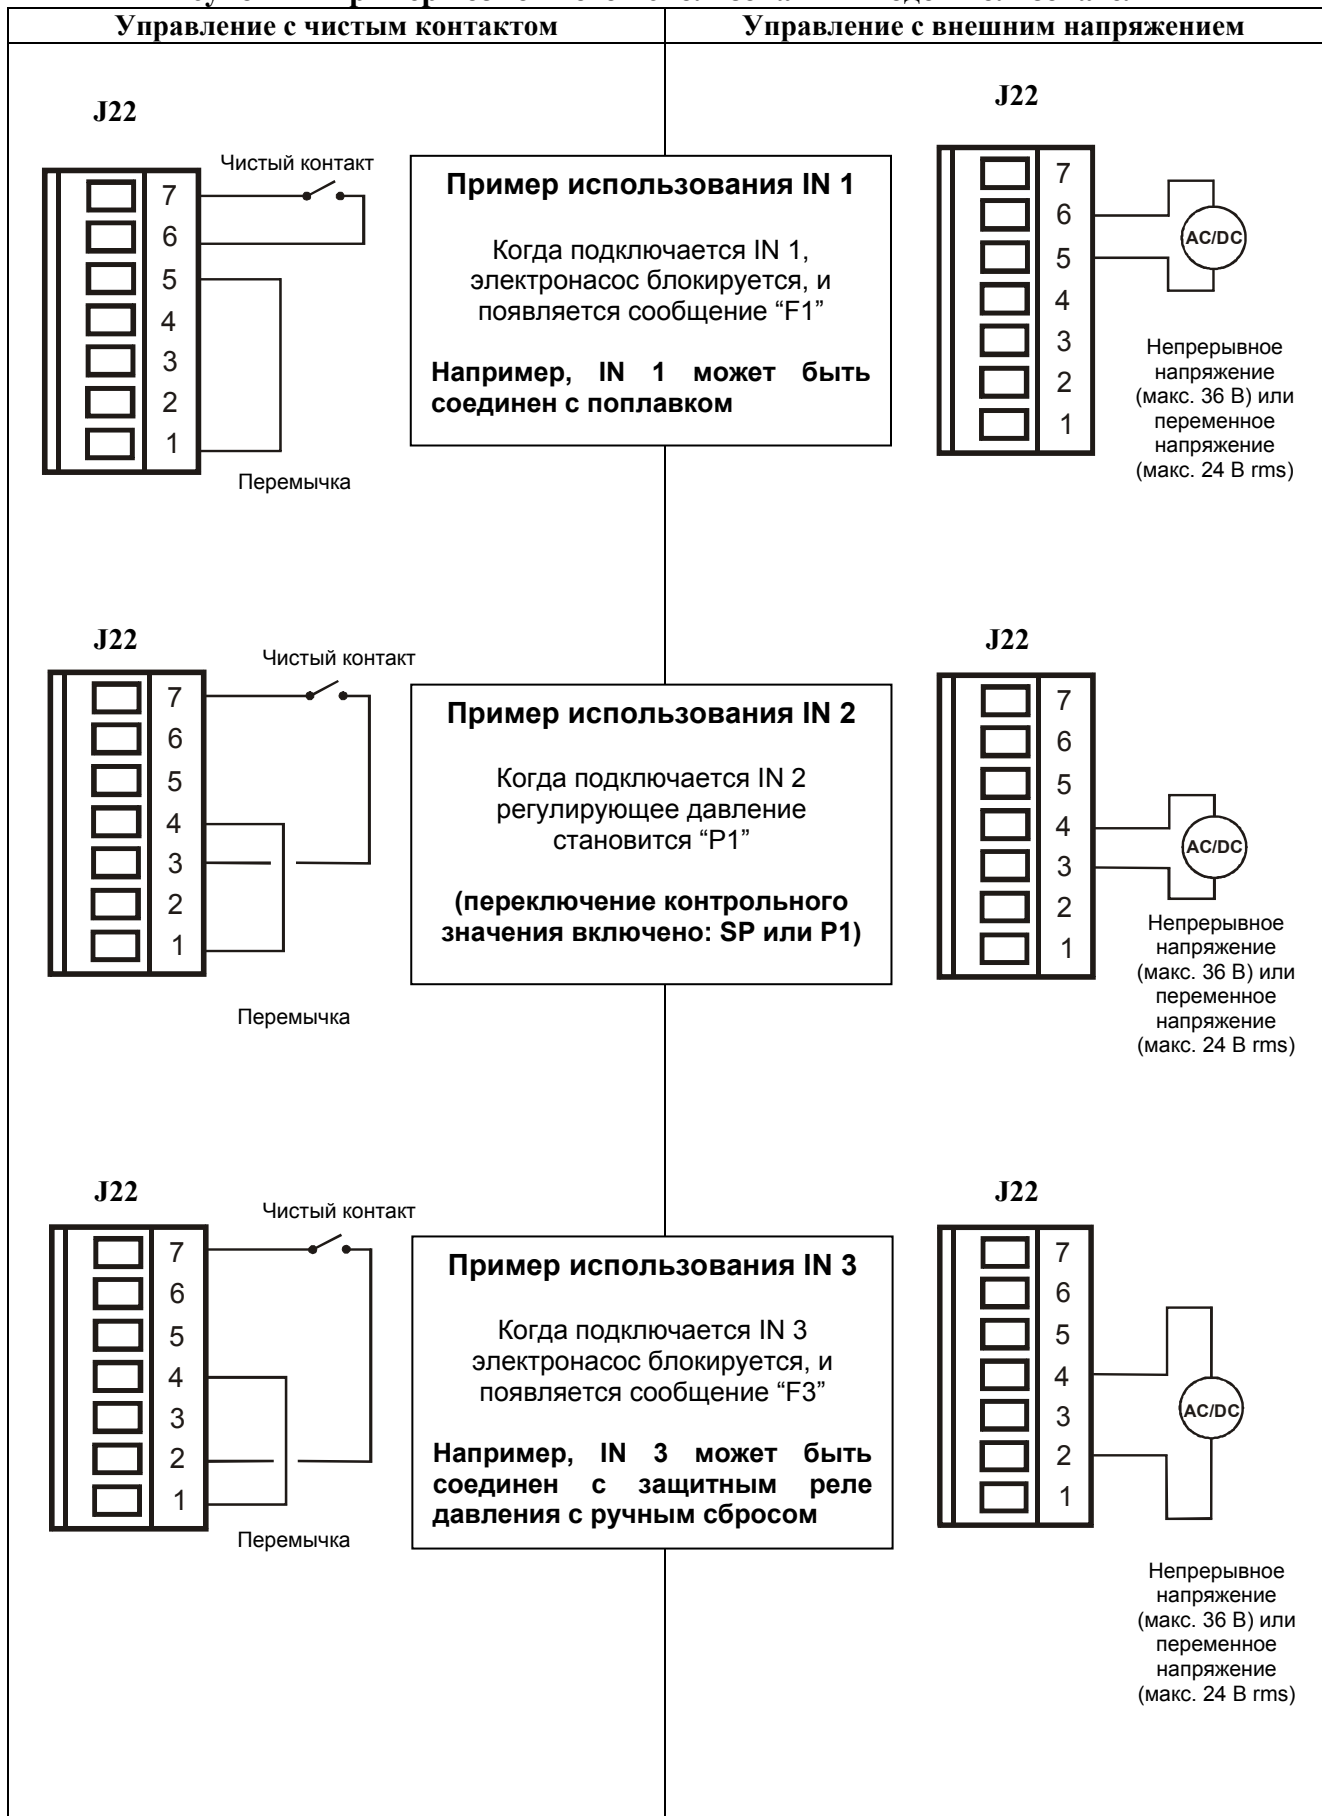 Управление с чистым контактом
Управление с внешним напряжением
J22
Чистый контакт
7
6
5
4
3
2
1
Перемычка
Пример использования IN 1
Когда подключается IN 1,
электронасос блокируется, и
появляется сообщение “F1”
Например, IN 1 может быть
соединен с поплавком
J22
7
6
5
4
3
2
1
AC/DC
Непрерывное
напряжение
(макс. 36 В) или
переменное
напряжение
(макс. 24 В rms)
J22
Чистый контакт
7
6
5
4
3
2
1
Перемычка
Пример использования IN 2
Когда подключается IN 2
регулирующее давление
становится “P1”
(переключение контрольного
значения включено: SP или P1)
J22
7
6
5
4
3
2
1
AC/DC
Непрерывное
напряжение
(макс. 36 В) или
переменное
напряжение
(макс. 24 В rms)
J22
Чистый контакт
7
6
5
4
3
2
1
Перемычка
Пример использования IN 3
Когда подключается IN 3
электронасос блокируется, и
появляется сообщение “F3”
Например, IN 3 может быть
соединен с защитным реле
давления с ручным сбросом
J22
7
6
5
4
3
2
1
AC/DC
Непрерывное
напряжение
(макс. 36 В) или
переменное
напряжение
(макс. 24 В rms)